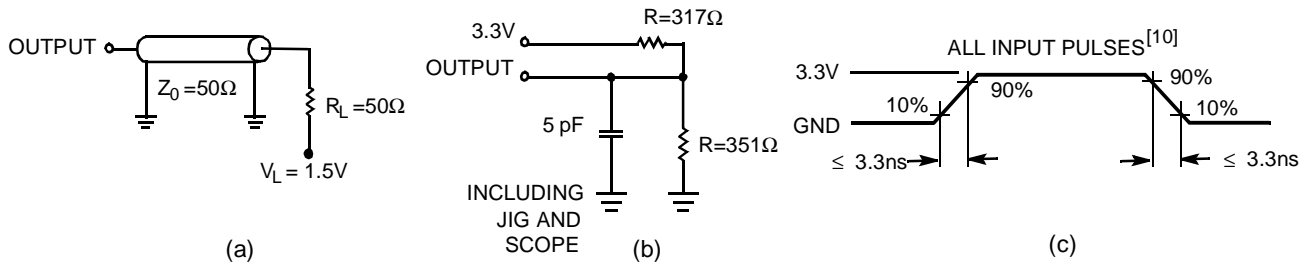 OUTPUT
Z0 =50Ω
RL =50Ω
VL = 1.5V
(a)
R=317Ω
3.3V
OUTPUT
5 pF
R=351Ω
INCLUDING
JIG AND
SCOPE
(b)
ALL INPUT PULSES[10]
3.3V
GND
10%
90%
90%
10%
≤ 3.3ns
≤ 3.3ns
(c)